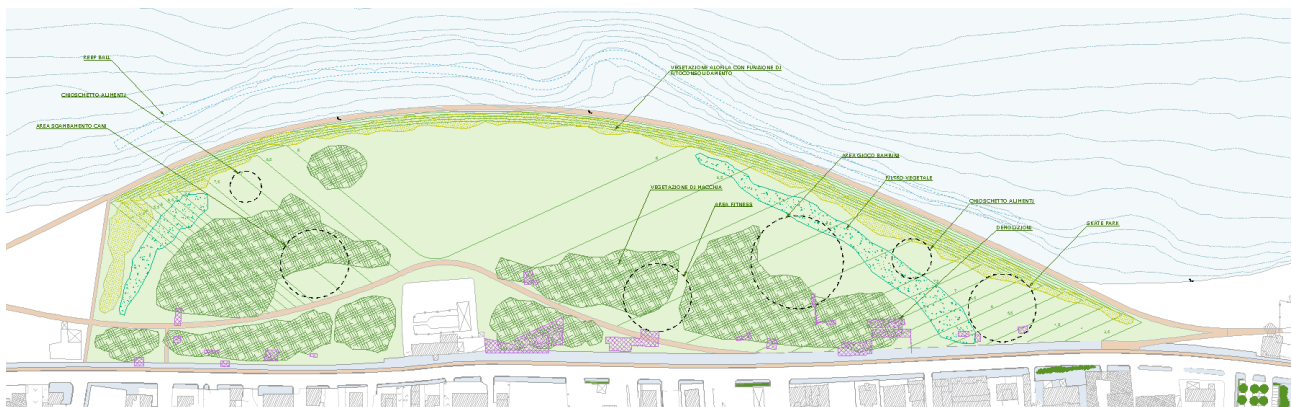 REEF BALL
CHIOSCHETTO ALIMENTI
AREA SGAMBAMENTO CANI
VEGETAZIONE ALOFILA CON FUNZIONE DI
FITOCONSOLIDAMENTO
VEGETAZIONE DI MACCHIA
AREA FITNESS
AREA GIOCO BAMBINI
FILTRO VEGETALE
CHIOSCHETTO ALIMENTI
DEMOLIZIONI
SKATE PARK